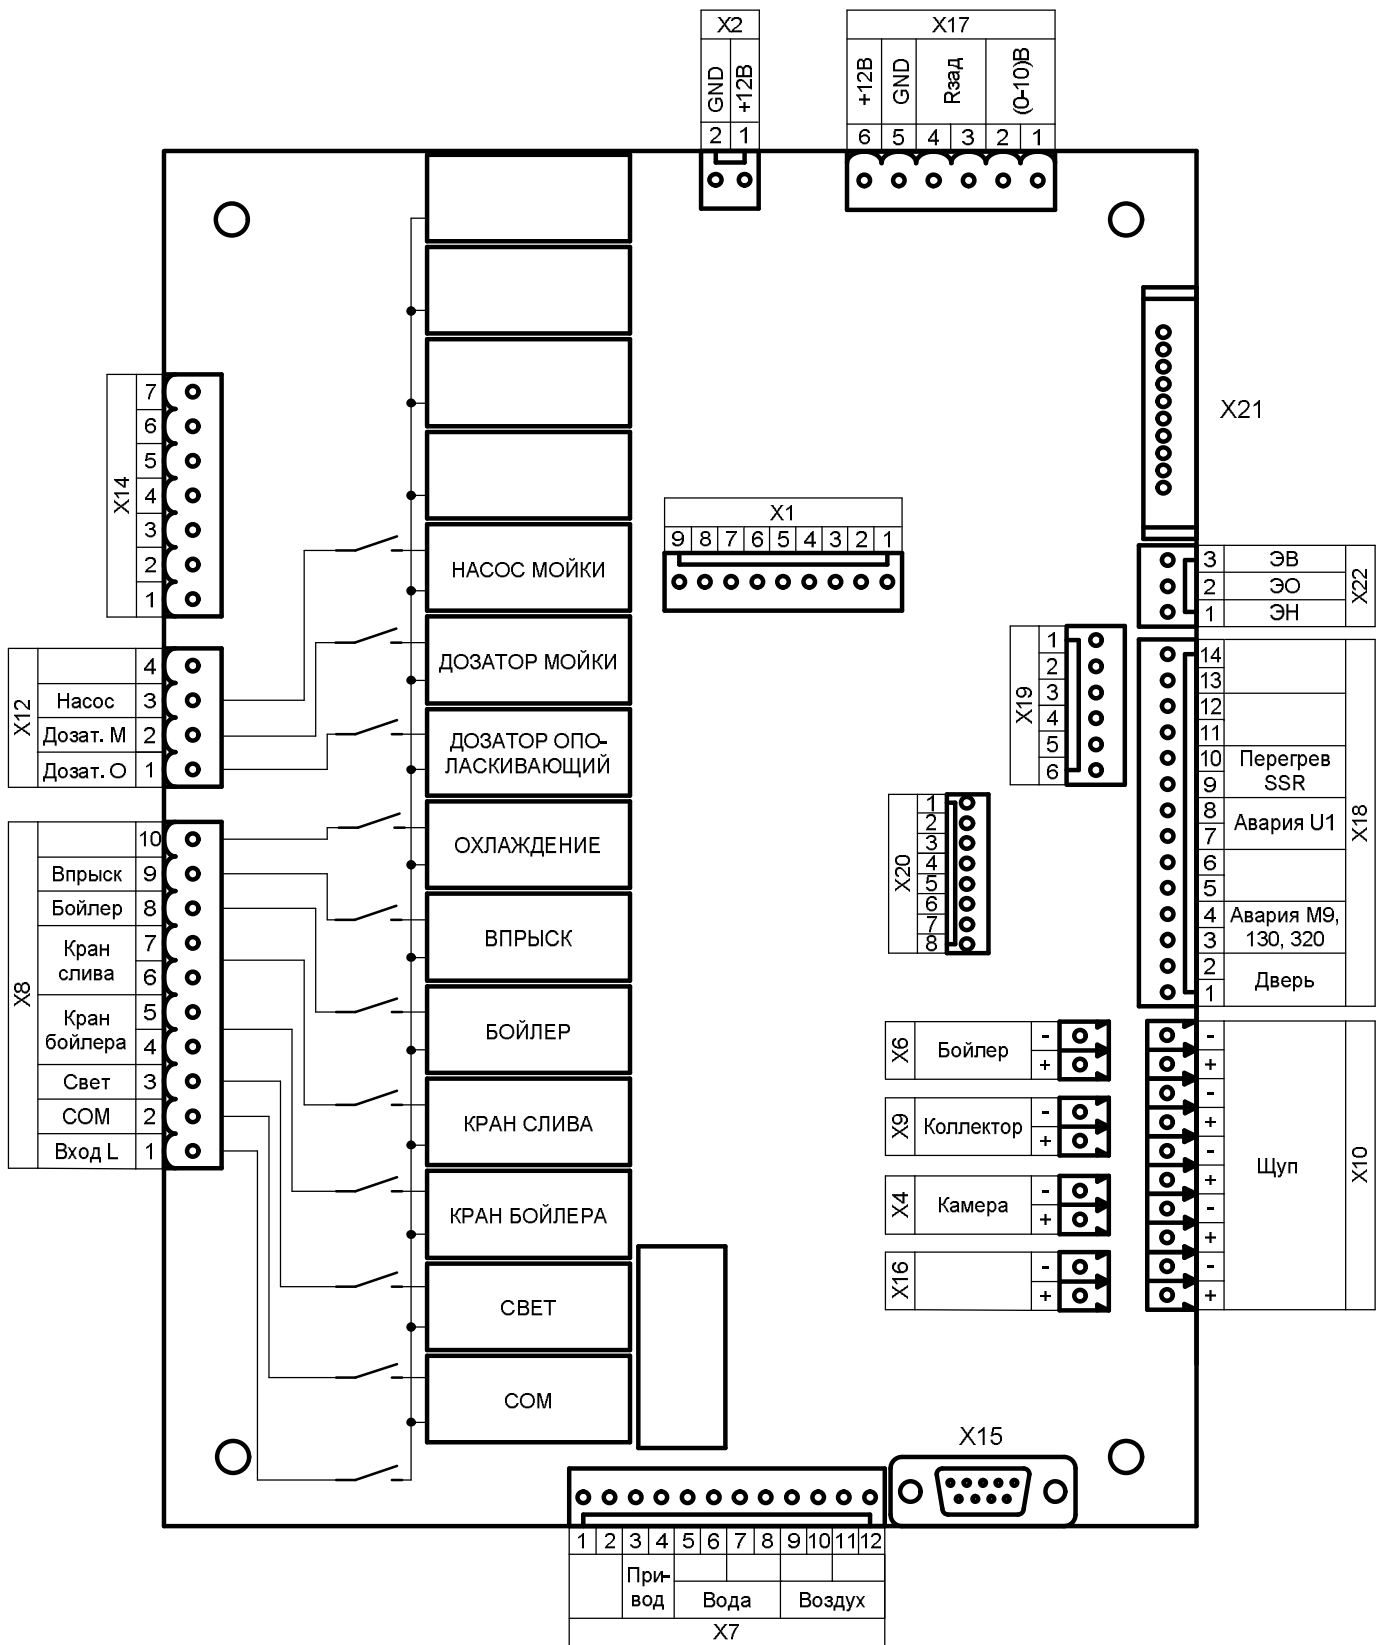 X2
GND
+12В
2 1
X17
+12В
GND
Rзад
(0-10)В
6 5 4 3 2 1
X14
7
6
5
4
3
2
1
X12
4
Насос 3
Дозат. М 2
Дозат. О 1
X8
10
Впрыск 9
Бойлер 8
Кран
слива
7
6
Кран
бойлера
5
4
Свет 3
COM 2
Вход L 1
НАСОС МОЙКИ
ДОЗАТОР МОЙКИ
ДОЗАТОР ОПО-
ЛАСКИВАЮЩИЙ
ОХЛАЖДЕНИЕ
ВПРЫСК
БОЙЛЕР
КРАН СЛИВА
КРАН БОЙЛЕРА
СВЕТ
COM
X1
9 8 7 6 5 4 3 2 1
X21
3 ЭВ
2 ЭО
1 ЭН
X22
X19
1
2
3
4
5
6
X20
1
2
3
4
5
6
7
8
14
13
12
11
10
9
Перегрев
SSR
8
7
Авария U1
6
5
4
3
Авария М9,
130, 320
2
1
Дверь
X18
X6 Бойлер - +
X9 Коллектор - +
X4 Камера - +
X16 - +
-
+
-
+
-
+
-
+
-
+
Щуп
X10
X15
1 2 3 4 5 6 7 8 9 10 11 12
При-
вод
Вода
Воздух
X7